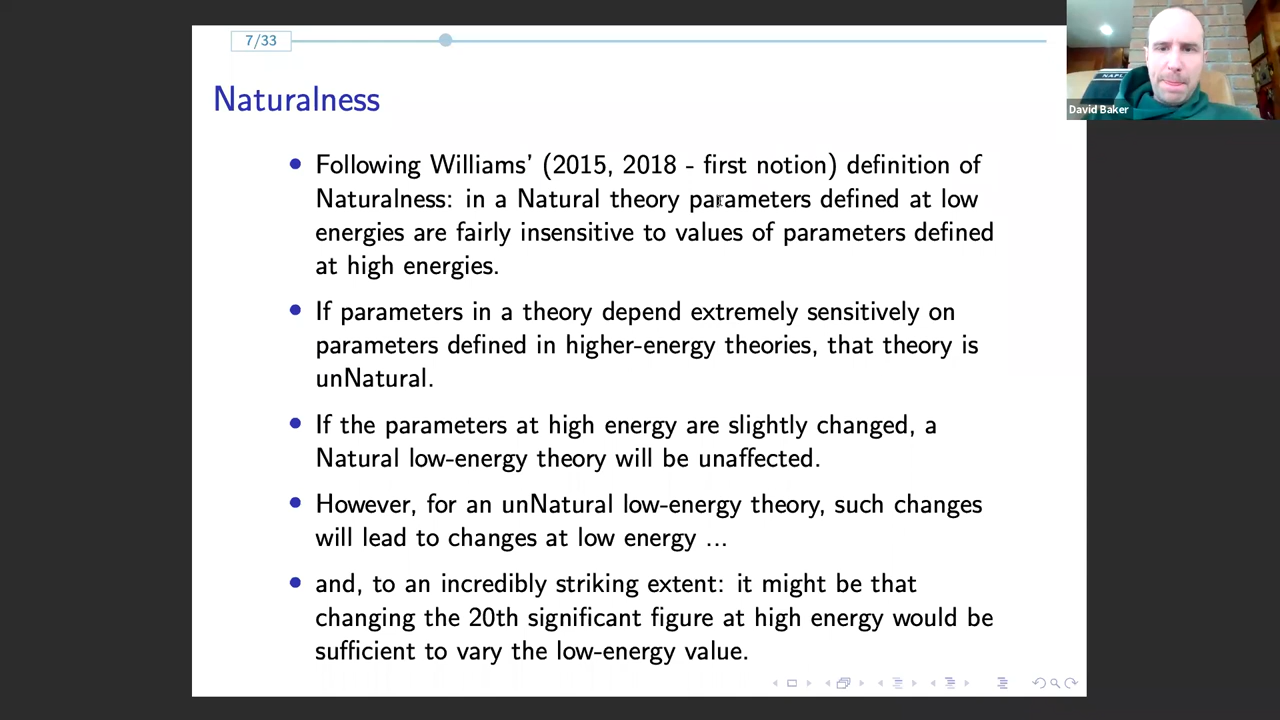 7/33
Naturalness
• Following Williams' (2015, 2018 - first notion) definition of
Naturalness: in a Natural theory parameters defined at low
energies are fairly insensitive to values of parameters defined
at high energies.
• If parameters in a theory depend extremely sensitively on
parameters defined in higher-energy theories, that theory is
unNatural.
• If the parameters at high energy are slightly changed, a
Natural low-energy theory will be unaffected.
• However, for an unNatural low-energy theory, such changes
will lead to changes at low energy ...
• and, to an incredibly striking extent: it might be that
changing the 20th significant figure at high energy would be
sufficient to vary the low-energy value.
David Baker